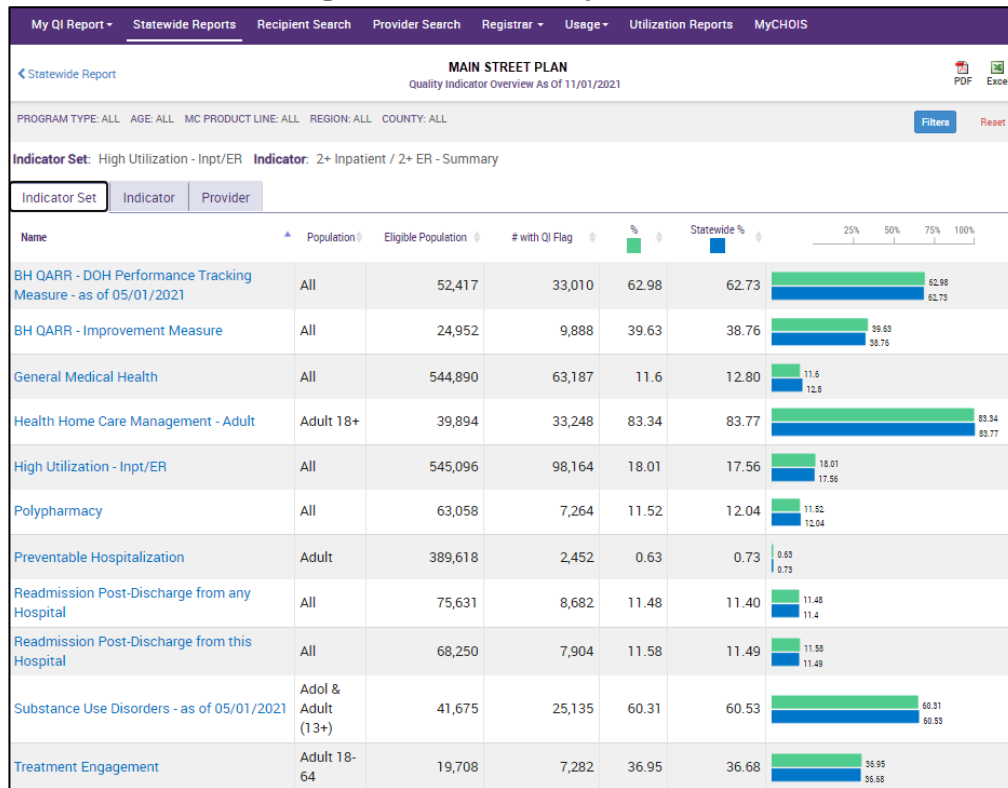 My QI Report Statewide Reports Recipient Search Provider Search Registrar Usage Utilization Reports MyCHOIS
Statewide Report
MAIN STREET PLAN
Quality Indicator Overview As Of 11/01/2021
PDF Excel
PROGRAM TYPE: ALL AGE: ALL MC PRODUCT LINE: ALL REGION: ALL COUNTY: ALL
Filters Reset
Indicator Set: High Utilization - Inpt/ER Indicator: 2+ Inpatient / 2+ ER - Summary
Indicator Set Indicator Provider
Name Population Eligible Population # with QI Flag % Statewide % 25% 50% 75% 100%
BH QARR - DOH Performance Tracking
Measure - as of 05/01/2021
All 52,417 33,010 62.98 62.73
62.98
62.73
BH QARR - Improvement Measure All 24,952 9,888 39.63 38.76
39.63
38.76
General Medical Health All 544,890 63,187 11.6 12.80
11.6
12.8
Health Home Care Management - Adult Adult 18+ 39,894 33,248 83.34 83.77
83.34
83.77
High Utilization - Inpt/ER All 545,096 98,164 18.01 17.56
18.01
17.56
Polypharmacy All 63,058 7,264 11.52 12.04
11.52
12.04
Preventable Hospitalization Adult 389,618 2,452 0.63 0.73
0.63
0.73
Readmission Post-Discharge from any
Hospital
All 75,631 8,682 11.48 11.40
11.48
11.4
Readmission Post-Discharge from this
Hospital
All 68,250 7,904 11.58 11.49
11.58
11.49
Substance Use Disorders - as of 05/01/2021
Adol &
Adult
(13+)
41,675 25,135 60.31 60.53
60.31
60.53
Treatment Engagement
Adult 18-
64
19,708 7,282 36.95 36.68
36.95
36.68